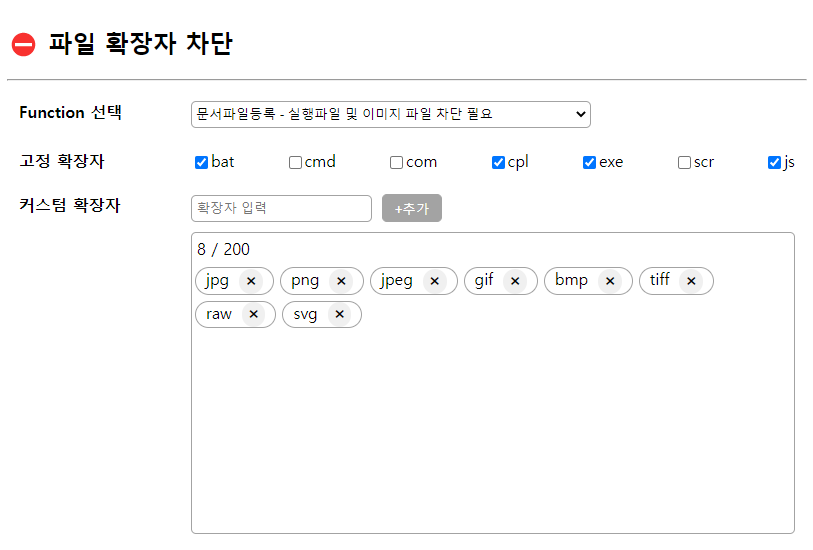 파일 확장자 차단
Function 선택 문서파일등록 - 실행파일 및 이미지 파일 차단 필요
고정 확장자 bat cmd com cpl exe scr js
커스텀 확장자 확장자 입력 +추가
8 / 200
jpg × png × jpeg × gif × bmp × tiff ×
raw × svg ×